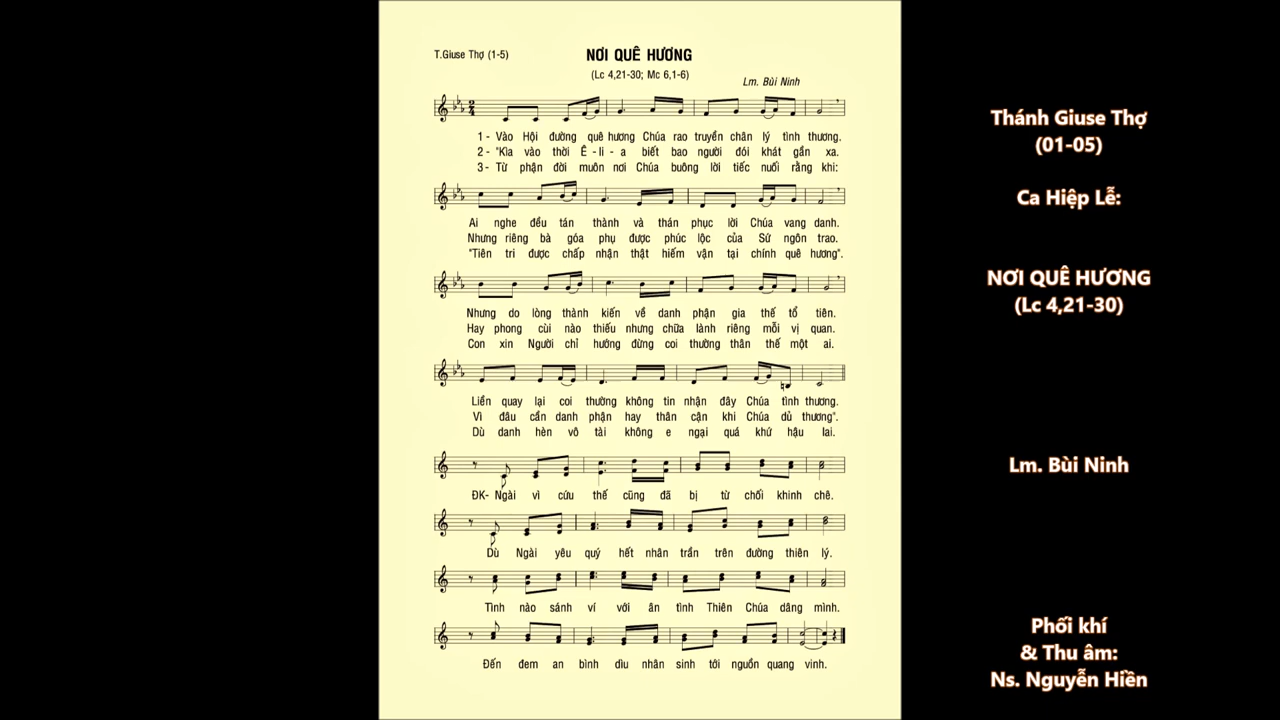 T.Giuse Thợ (1-5)
NƠI QUÊ HƯƠNG
(Lc 4,21-30; Mc 6,1-6)
Lm. Bùi Ninh
1- Vào Hội đường quê hương Chúa rao truyền chân lý tình thương.
2- "Kìa vào thời Ê-li-a biết bao người đói khát gần xa.
3- Từ phận đời muôn nơi Chúa buông lời tiếc nuối rằng khi:
Ai nghe đều tán thành và thán phục lời Chúa vang danh.
Nhưng riêng bà góa phụ được phúc lộc của Sứ ngôn trao.
"Tiên tri được chấp nhận thật hiếm vận tại chính quê hương".
Nhưng do lòng thành kiến về danh phận gia thế tổ tiên.
Hay phong cùi nào thiếu nhưng chữa lành riêng mỗi vị quan.
Con xin Người chỉ hướng đừng coi thường thân thế một ai.
Liền quay lại coi thường không tin nhận đây Chúa tình thương.
Vì đâu cần danh phận hay thân cận khi Chúa dủ thương".
Dù danh hèn vô tài không e ngại quá khứ hậu lai.
ĐK- Ngài vì cứu thế cũng đã bị từ chối khinh chê.
Dù Ngài yêu quý hết nhân trần trên đường thiên lý.
Tình nào sánh ví với ân tình Thiên Chúa dâng mình.
Đến đem an bình dìu nhân sinh tới nguồn quang vinh.
Thánh Giuse Thợ
(01-05)
Ca Hiệp Lễ:
NƠI QUÊ HƯƠNG
(Lc 4,21-30)
Lm. Bùi Ninh
Phối khí
& Thu âm:
Ns. Nguyễn Hiền